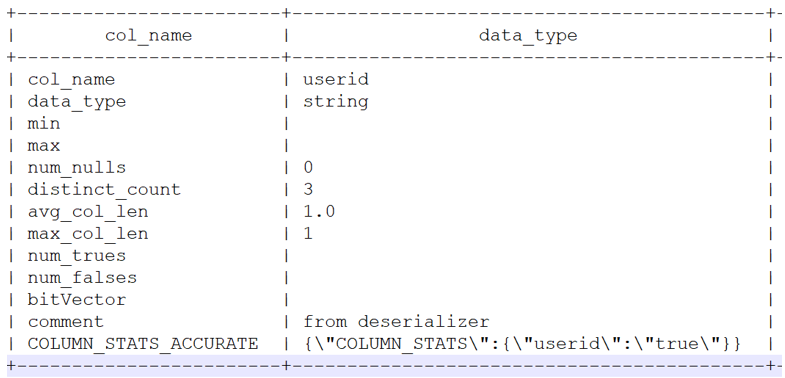 +-------------------------+-------------------------------------------+-
|        col_name         |                 data_type                 |
+-------------------------+-------------------------------------------+-
| col_name                | userid                                    |
| data_type               | string                                    |
| min                     |                                           |
| max                     |                                           |
| num_nulls               | 0                                         |
| distinct_count          | 3                                         |
| avg_col_len             | 1.0                                       |
| max_col_len             | 1                                         |
| num_trues               |                                           |
| num_falses              |                                           |
| bitVector               |                                           |
| comment                 | from deserializer                         |
| COLUMN_STATS_ACCURATE   | {\"COLUMN_STATS\":{\"userid\":\"true\"}}  |
+-------------------------+-------------------------------------------+-